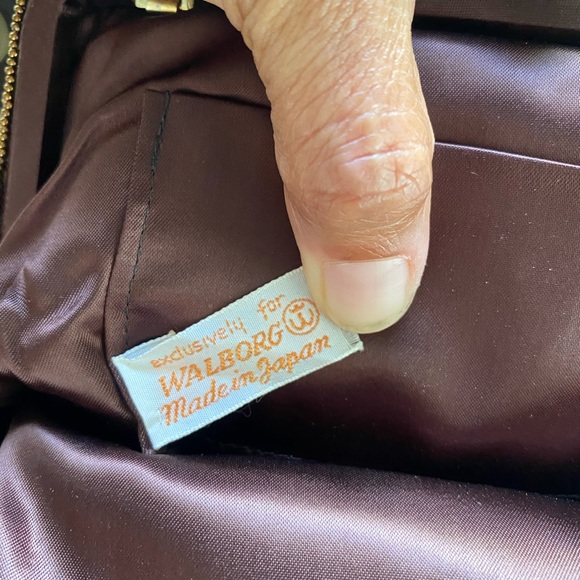 exclusively for
WALBORG W
Made in Japan